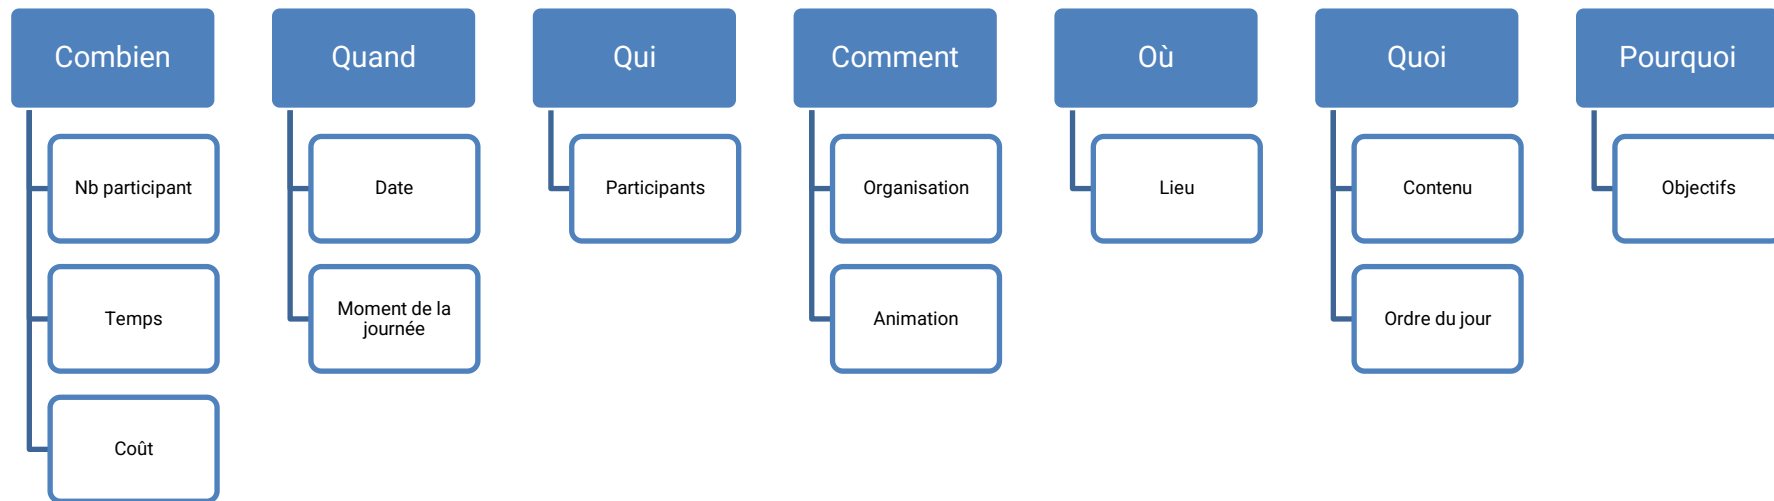 Combien
Nb participant
Temps
Coût
Quand
Date
Moment de la
journée
Qui
Participants
Comment
Organisation
Animation
Où
Lieu
Quoi
Contenu
Ordre du jour
Pourquoi
Objectifs